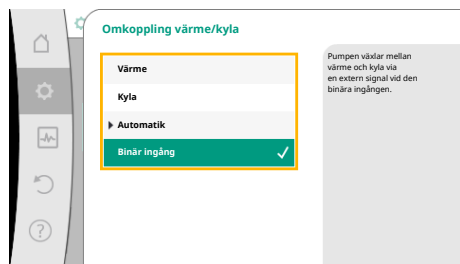 Omkoppling värme/kyla
Värme
Kyla
Automatik
Binär ingång
Pumpen växlar mellan
värme och kyla via
en extern signal vid den
binära ingången.